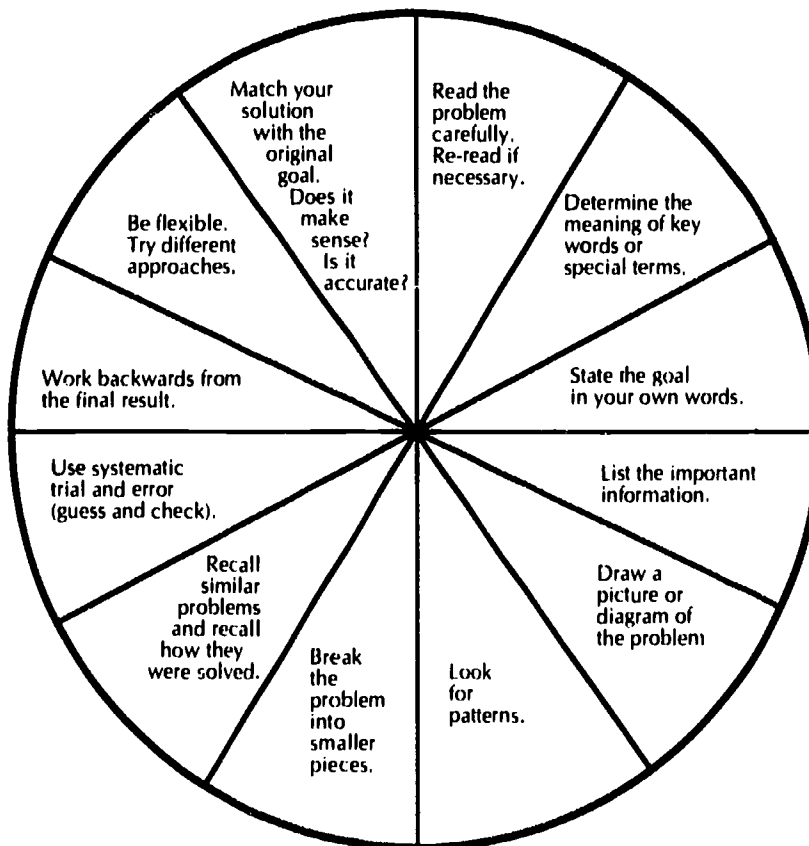 Read the
problem
carefully.
Re-read if
necessary.
Determine the
meaning of key
words or
special terms.
State the goal
in your own words.
List the important
information.
Draw a
picture or
diagram of
the problem
Look
for
patterns.
Break
the
problem
into
smaller
pieces.
Recall
similar
problems
and recall
how they
were solved.
Use systematic
trial and error
(guess and check).
Work backwards from
the final result.
Be flexible.
Try different
approaches.
Match your
solution
with the
original
goal.
Does it
make
sense?
Is it
accurate?